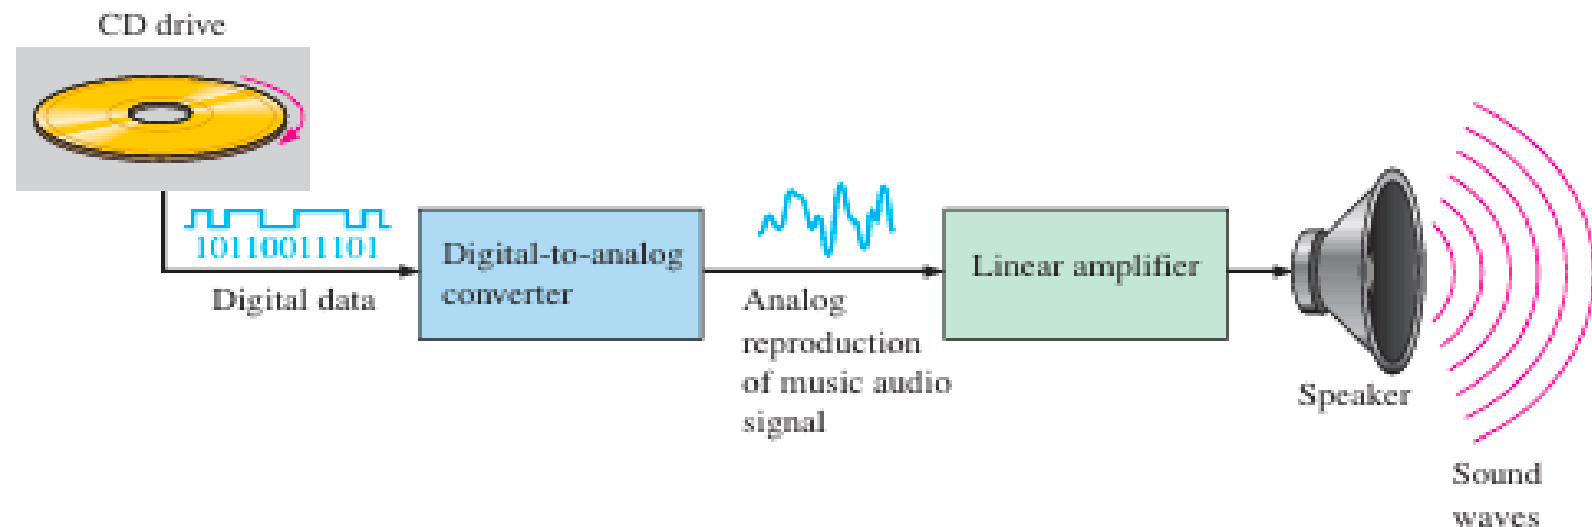 CD drive
10110011101
Digital data
Digital-to-analog
converter
Analog
reproduction
of music audio
signal
Linear amplifier
Speaker
Sound
waves